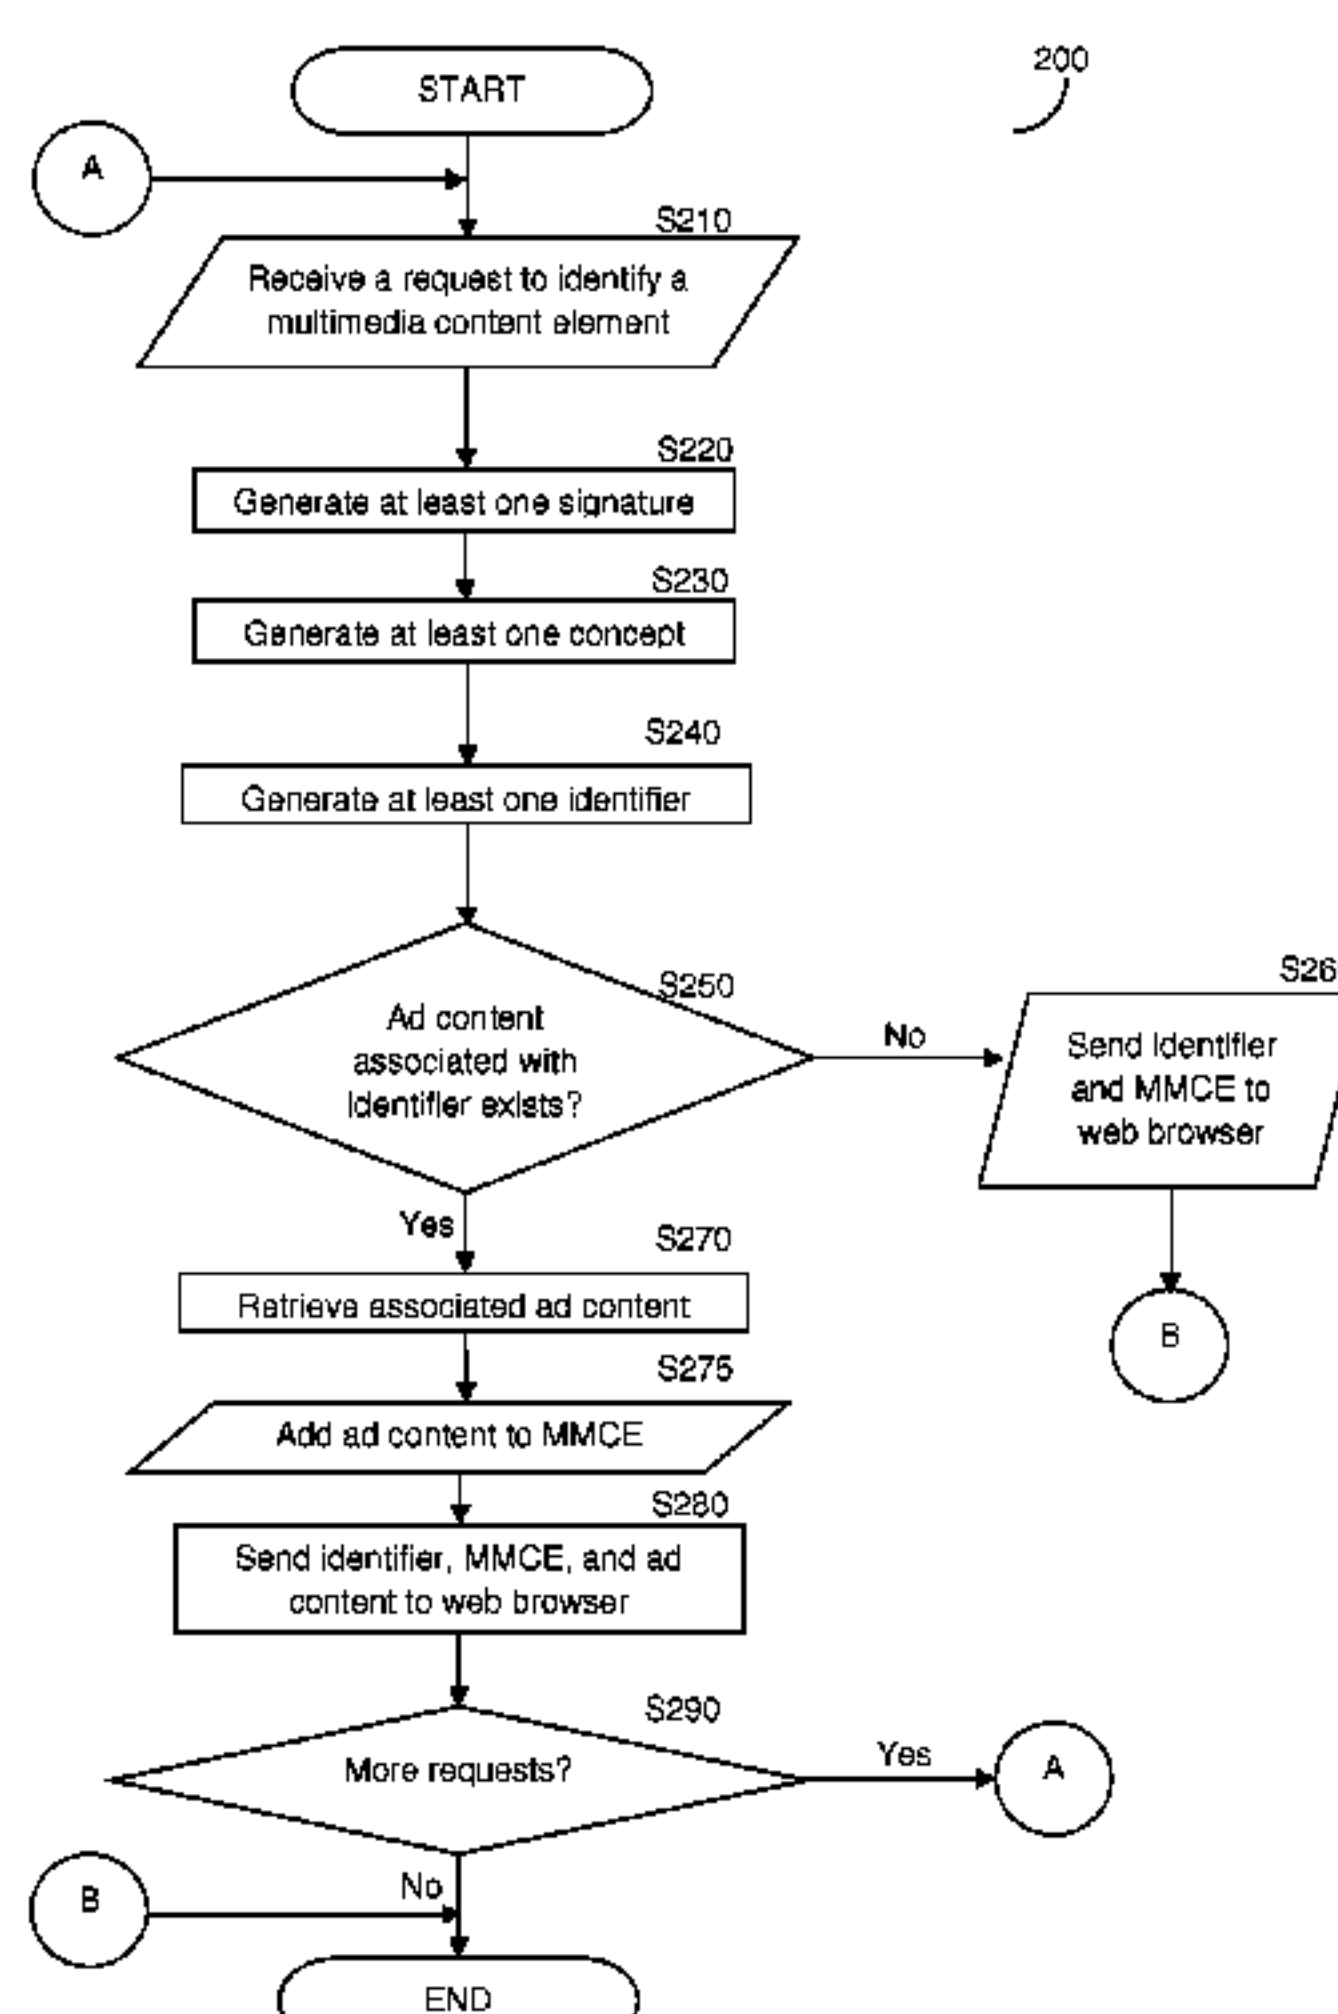 START
200
A
S210
Receive a request to identify a
multimedia content element
S220
Generate at least one signature
S230
Generate at least one concept
S240
Generate at least one identifier
S250
Ad content
associated with
identifier exists?
No
S26
Send identifier
and MMCE to
web browser
B
Yes
S270
Retrieve associated ad content
S275
Add ad content to MMCE
S280
Send identifier, MMCE, and ad
content to web browser
S290
More requests?
Yes
A
B
No
END